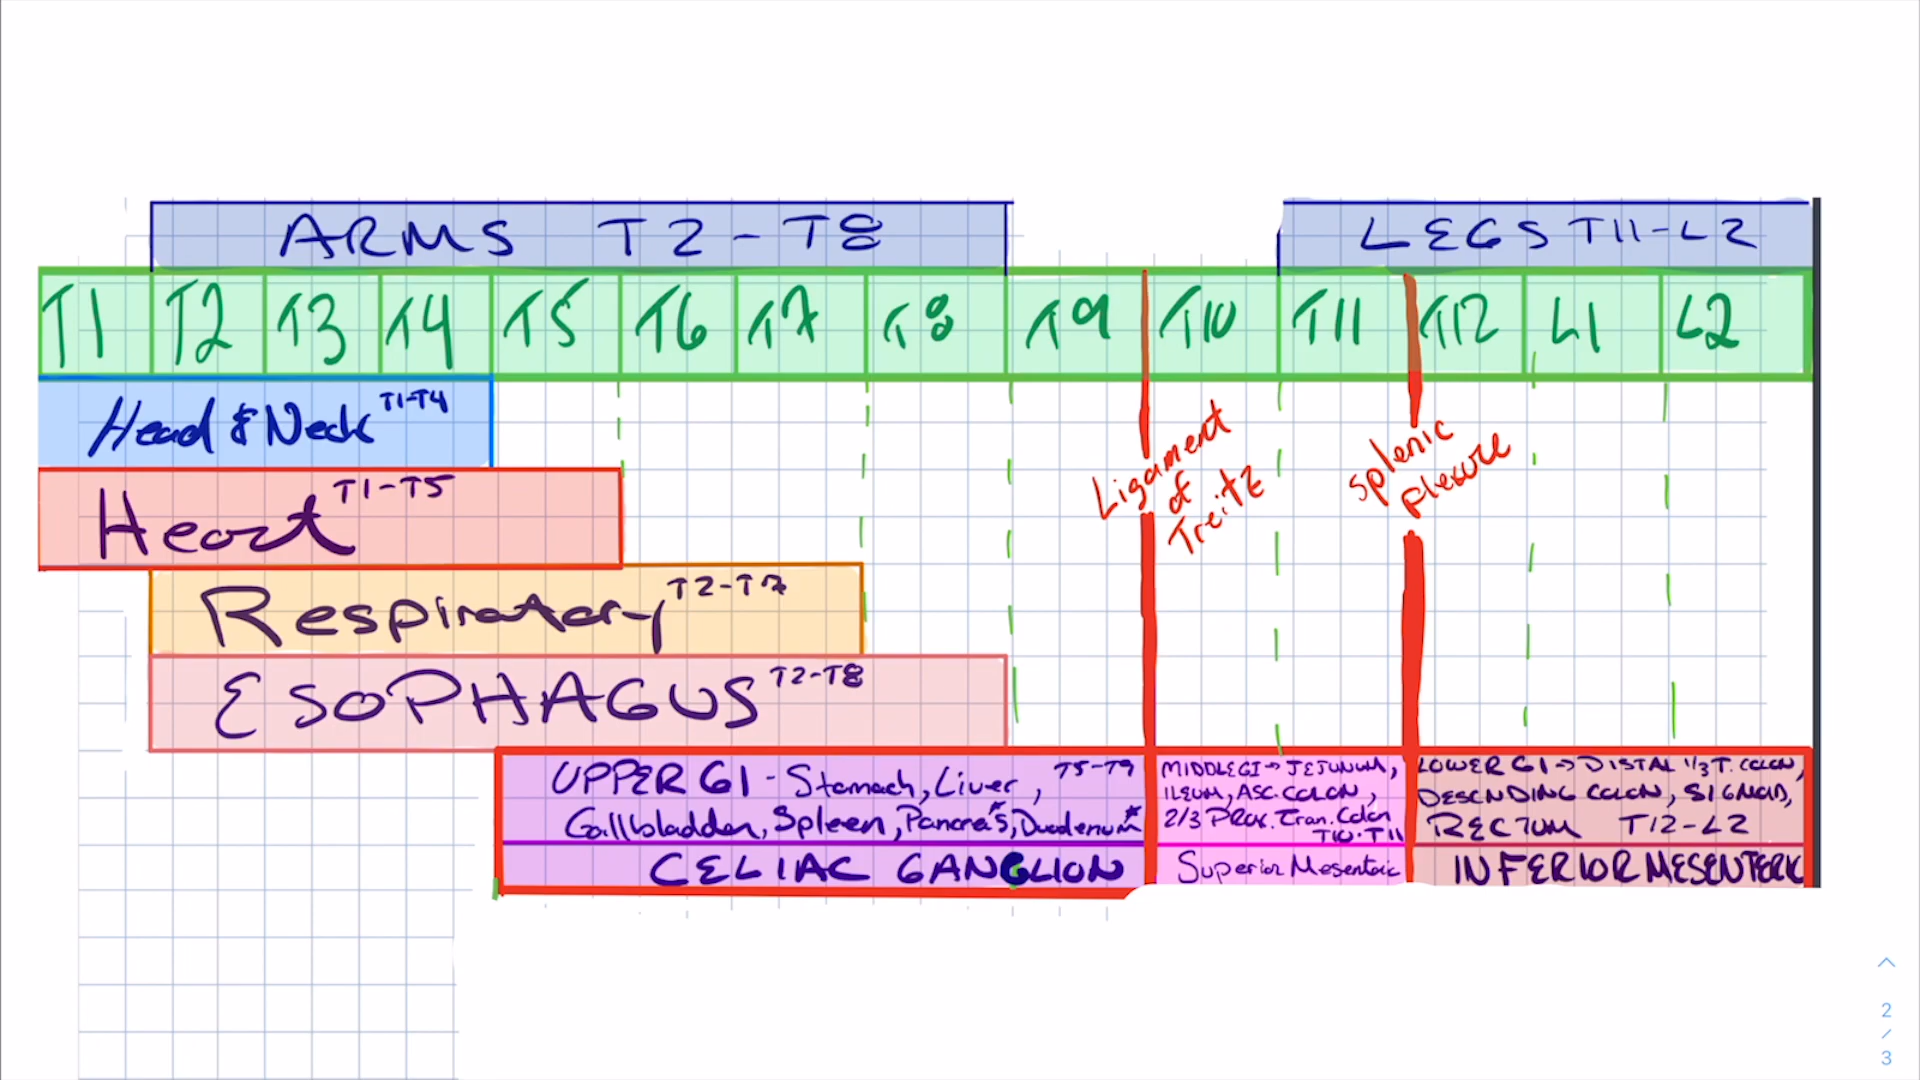 ARMS T2-T8
LEGS T11-L2
T1 T2 T3 T4 T5 T6 T7 T8 T9 T10 T11 T12 L1 L2
Head & Neck T1-T4
Heart T1-T5
Respiratory T2-T7
ESOPHAGUS T2-T8
Ligament
of
Treitz
splenic
flexure
UPPER GI - Stomach, Liver, T5-T9
Gallbladder, Spleen, Pancreas*, Duodenum*
CELIAC GANGLION
MIDDLE GI → JEJUNUM,
ILEUM, ASC. COLON,
2/3 Prox. Tran. Colon
T10-T11
Superior Mesenteric
LOWER GI → DISTAL 1/3 T. COLON,
DESCNDING COLON, SIGMOID,
RECTUM T12-L2
INFERIOR MESENTERIC
2
/
3